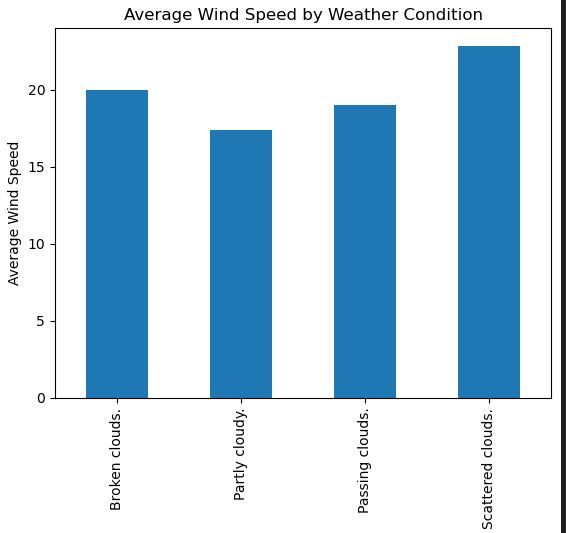 Average Wind Speed by Weather Condition
Average Wind Speed
20
15
10
5
0
Broken clouds.
Partly cloudy.
Passing clouds.
Scattered clouds.